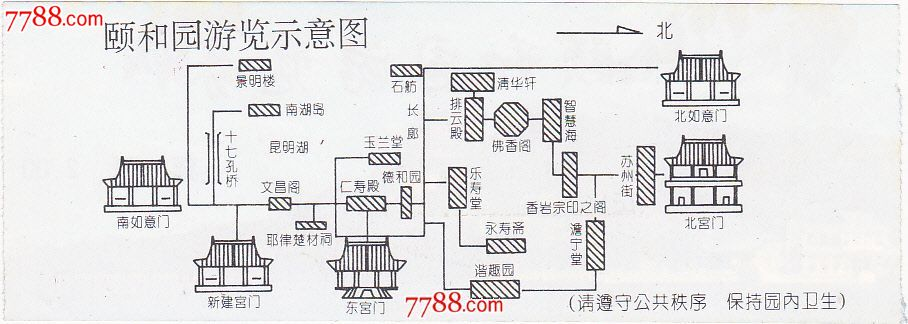 7788.com
颐和园游览示意图
北
景明楼
南湖岛
十七孔桥
昆明湖
石舫
长廊
清华轩
排云殿
佛香阁
智慧海
北如意门
玉兰堂
德和园
乐寿堂
香岩宗印之阁
苏州街
北宫门
南如意门
文昌阁
仁寿殿
耶律楚材祠
永寿斋
澹宁堂
新建宫门
东宫门
谐趣园
(请遵守公共秩序 保持园内卫生)
7788.com